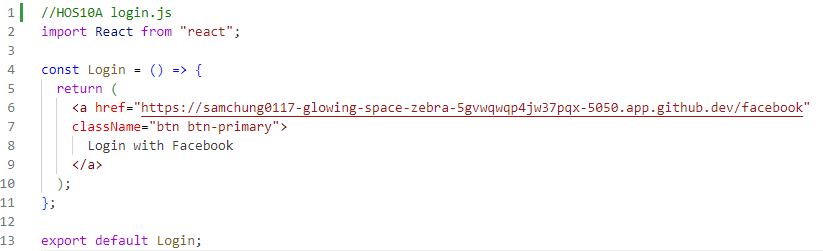 1 //HOS10A login.js
2 import React from "react";
3
4 const Login = () => {
5 return (
6 <a href="https://samchung0117-glowing-space-zebra-5gvwqwqp4jw37pqx-5050.app.github.dev/facebook"
7 className="btn btn-primary">
8 Login with Facebook
9 </a>
10 );
11 };
12
13 export default Login;